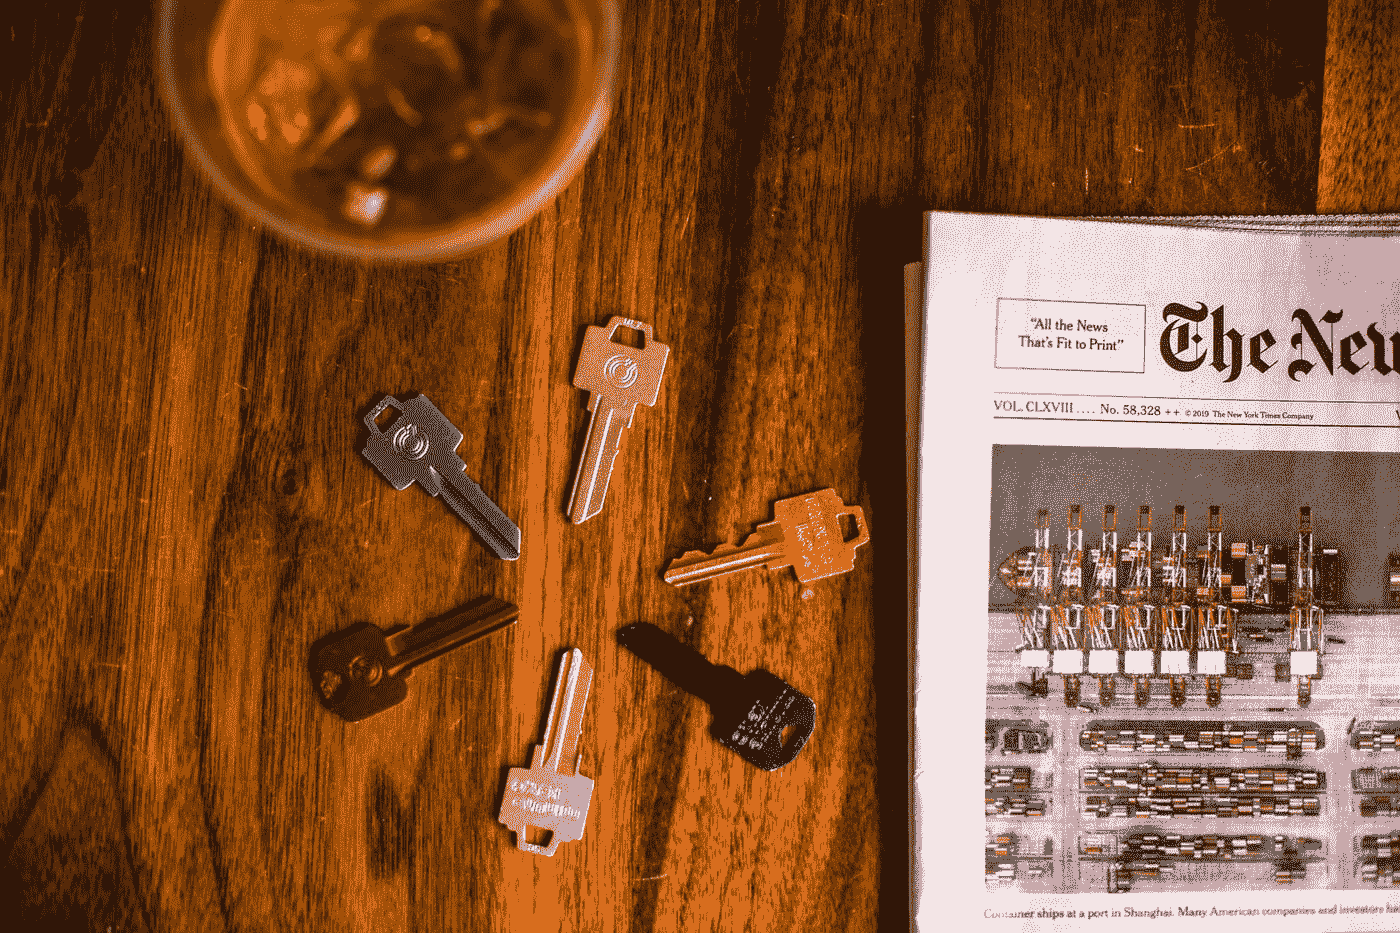 “All the News
That’s Fit to Print”
The New
VOL. CLXVIII .... No. 58,328 ++ © 2019 The New York Times Company
Container ships at a port in Shanghai. Many American companies and investors